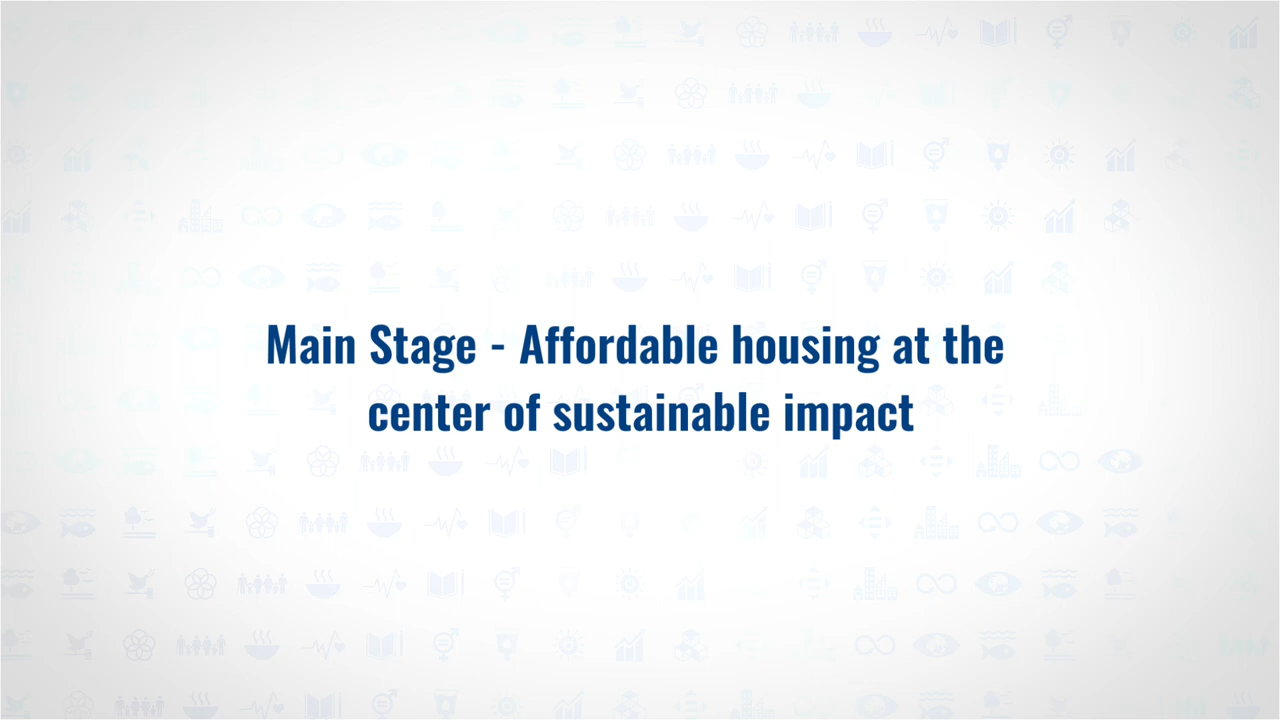 Main Stage - Affordable housing at the
center of sustainable impact